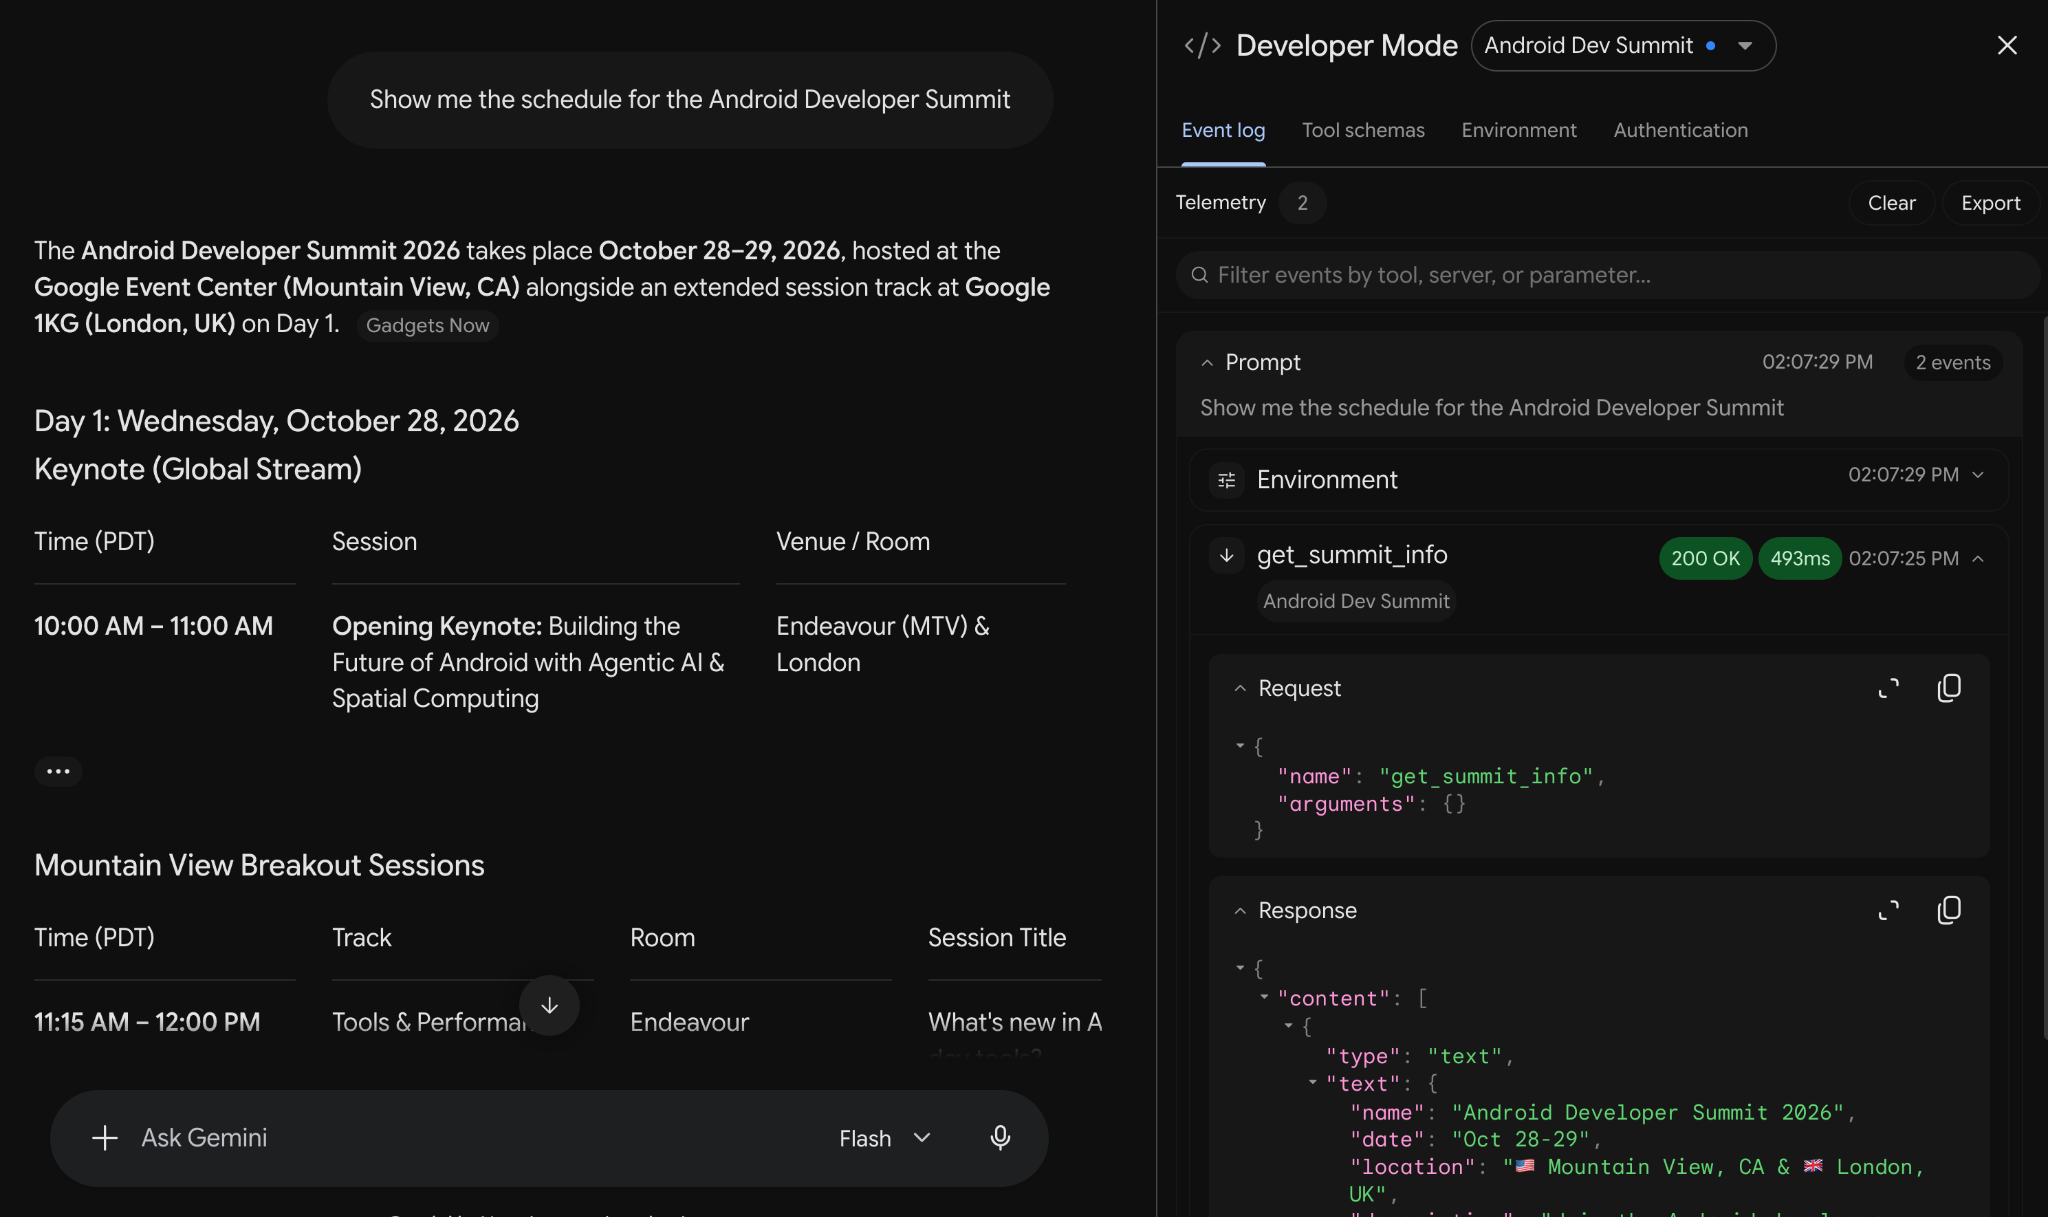 Show me the schedule for the Android Developer Summit
The Android Developer Summit 2026 takes place October 28–29, 2026, hosted at the
Google Event Center (Mountain View, CA) alongside an extended session track at Google
1KG (London, UK) on Day 1. Gadgets Now
Day 1: Wednesday, October 28, 2026
Keynote (Global Stream)
Time (PDT) Session Venue / Room
10:00 AM – 11:00 AM Opening Keynote: Building the Endeavour (MTV) &
Future of Android with Agentic AI & London
Spatial Computing
Mountain View Breakout Sessions
Time (PDT) Track Room Session Title
11:15 AM – 12:00 PM Tools & Performan Endeavour What's new in A
dev tools?
Ask Gemini Flash
</> Developer Mode Android Dev Summit
Event log Tool schemas Environment Authentication
Telemetry 2 Clear Export
Filter events by tool, server, or parameter...
Prompt 02:07:29 PM 2 events
Show me the schedule for the Android Developer Summit
Environment 02:07:29 PM
get_summit_info 200 OK 493ms 02:07:25 PM
Android Dev Summit
Request
{
"name": "get_summit_info",
"arguments": {}
}
Response
{
"content": [
{
"type": "text",
"text": {
"name": "Android Developer Summit 2026",
"date": "Oct 28-29",
"location": "🇺🇸 Mountain View, CA & 🇬🇧 London,
UK",